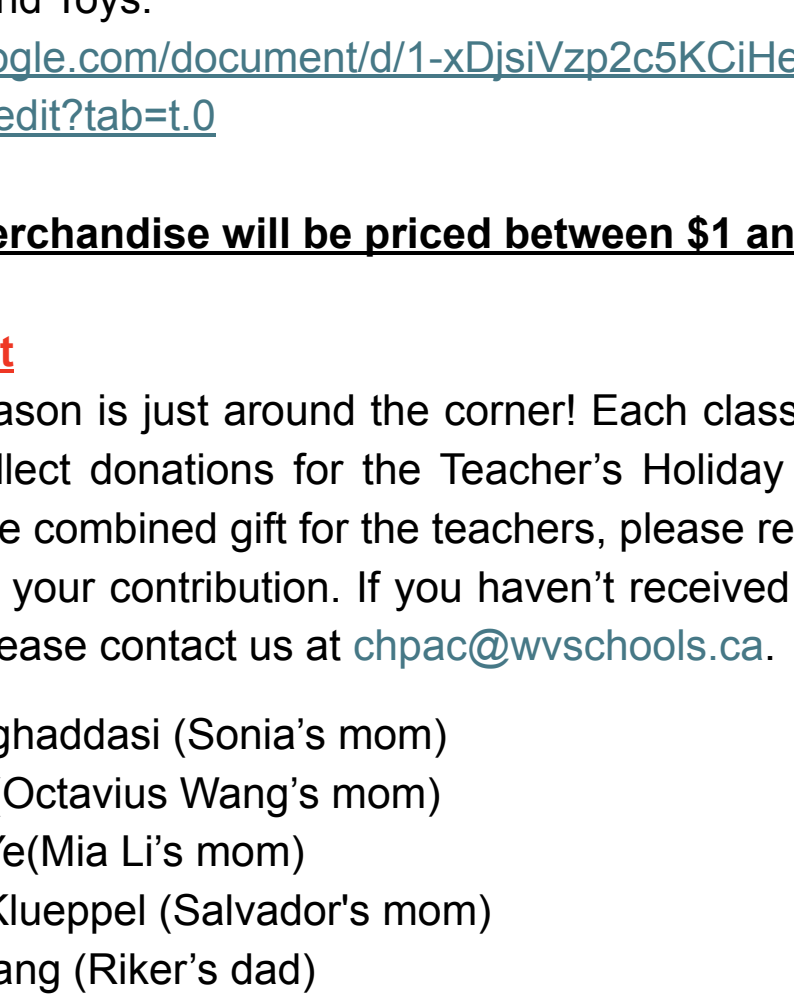 nd Toys.
ogle.com/document/d/1-xDjsiVzp2c5KCiHe
edit?tab=t.0
erchandise will be priced between $1 an
t
ason is just around the corner! Each class
llect donations for the Teacher’s Holiday
e combined gift for the teachers, please re
your contribution. If you haven’t received
ease contact us at chpac@wvschools.ca.
ghaddasi (Sonia’s mom)
(Octavius Wang’s mom)
Ye(Mia Li’s mom)
Klueppel (Salvador's mom)
ang (Riker’s dad)